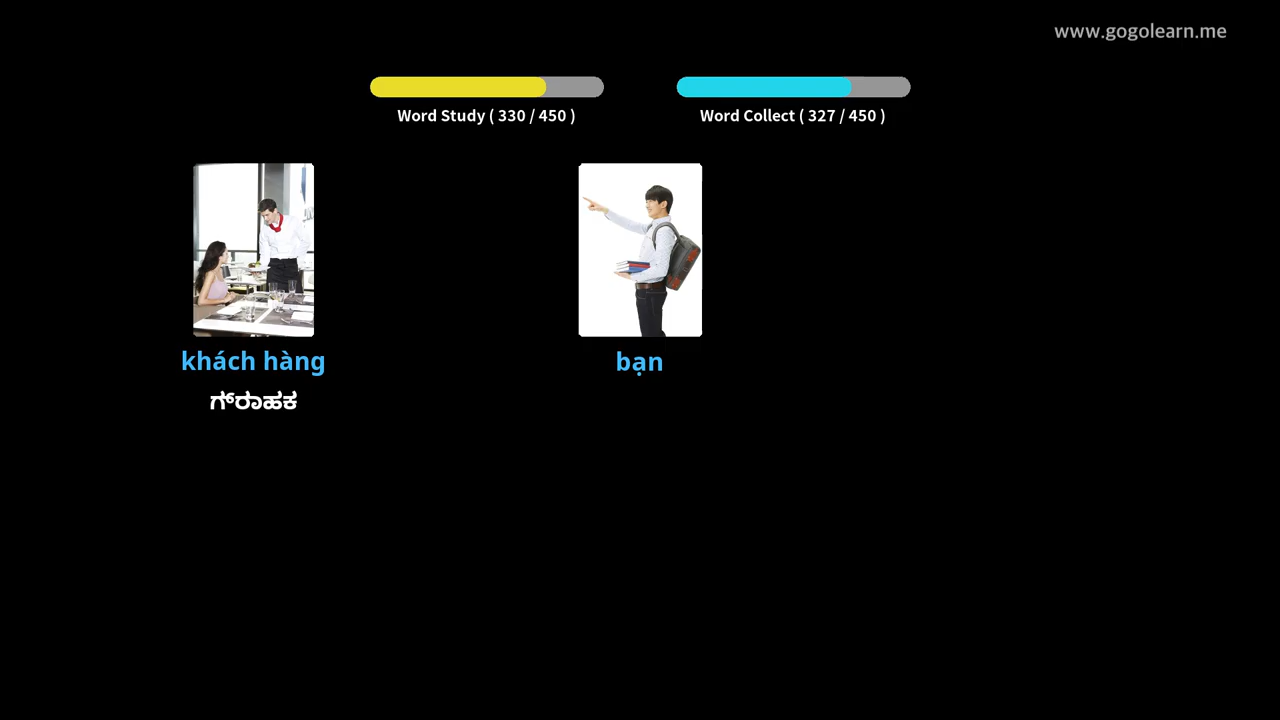 www.gogolearn.me
Word Study ( 330 / 450 )
Word Collect ( 327 / 450 )
khách hàng
bạn
ಗ್ರಾಹಕ